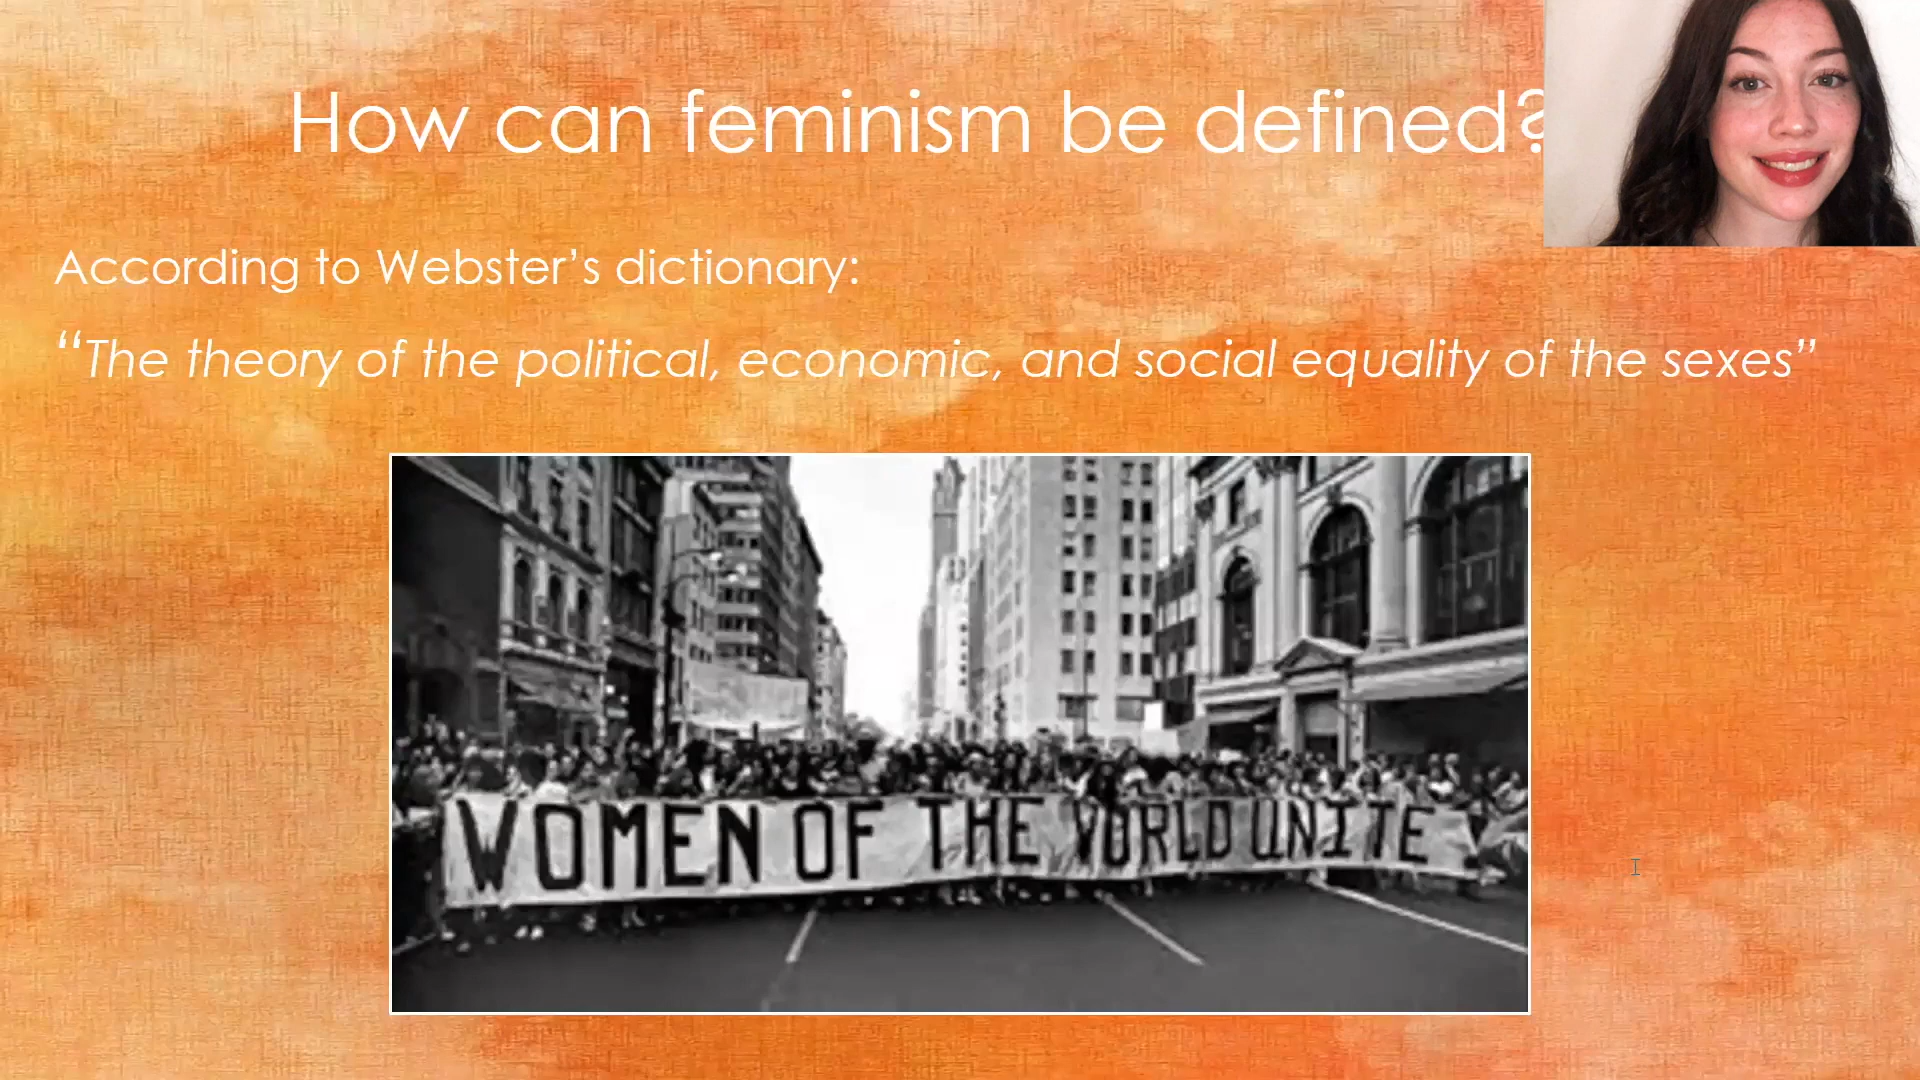 How can feminism be defined?
According to Webster’s dictionary:
“The theory of the political, economic, and social equality of the sexes”
WOMEN OF THE WORLD UNITE